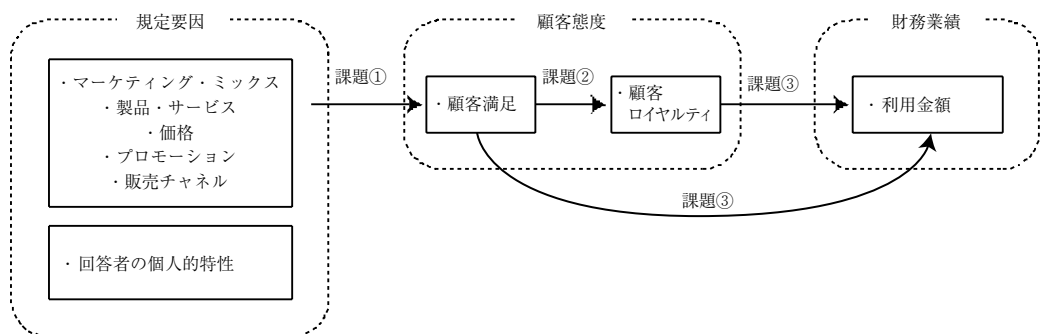 規定要因
・マーケティング・ミックス
・製品・サービス
・価格
・プロモーション
・販売チャネル
・回答者の個人的特性
課題①
顧客態度
・顧客満足
課題②
・顧客
ロイヤルティ
課題③
課題③
財務業績
・利用金額